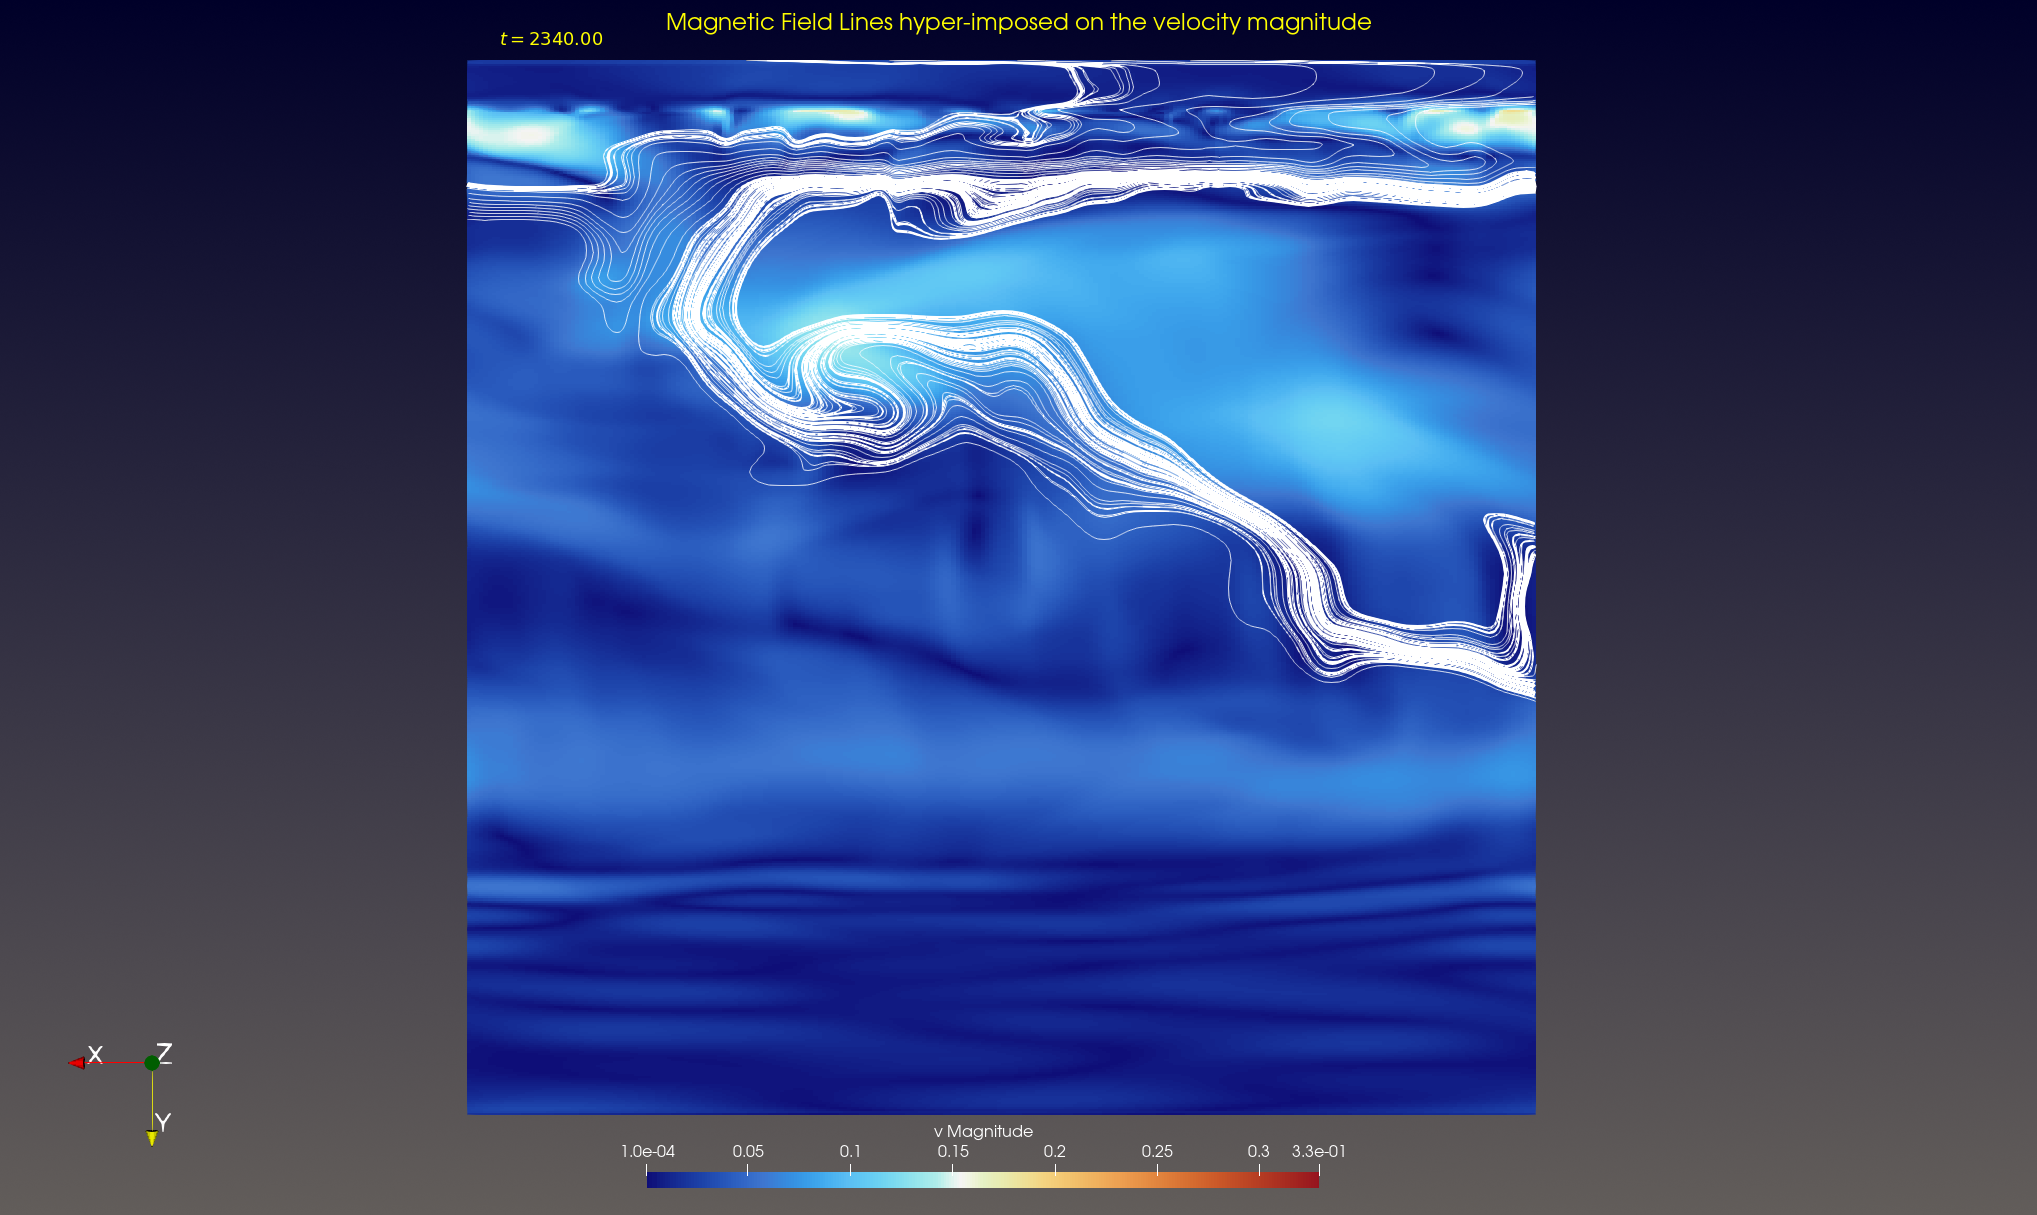 Magnetic Field Lines hyper-imposed on the velocity magnitude
t = 2340.00
X
Z
Y
v Magnitude
1.0e-04 0.05 0.1 0.15 0.2 0.25 0.3 3.3e-01